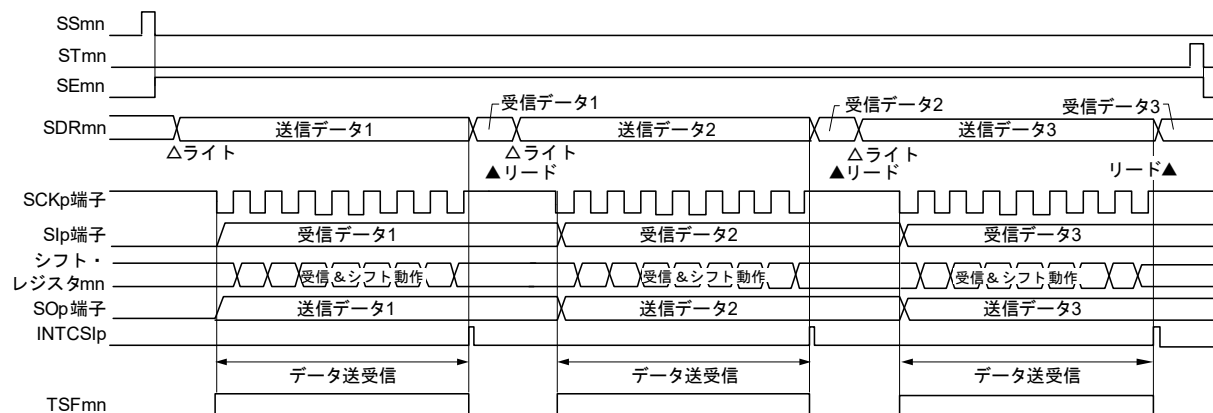 SSmn
STmn
SEmn
受信データ1 受信データ2 受信データ3
SDRmn 送信データ1 送信データ2 送信データ3
△ライト △ライト △ライト
▲リード ▲リード リード▲
SCKp端子
SIp端子 受信データ1 受信データ2 受信データ3
シフト・
レジスタmn 受信&シフト動作 受信&シフト動作 受信&シフト動作
SOp端子 送信データ1 送信データ2 送信データ3
INTCSIp
データ送受信 データ送受信 データ送受信
TSFmn